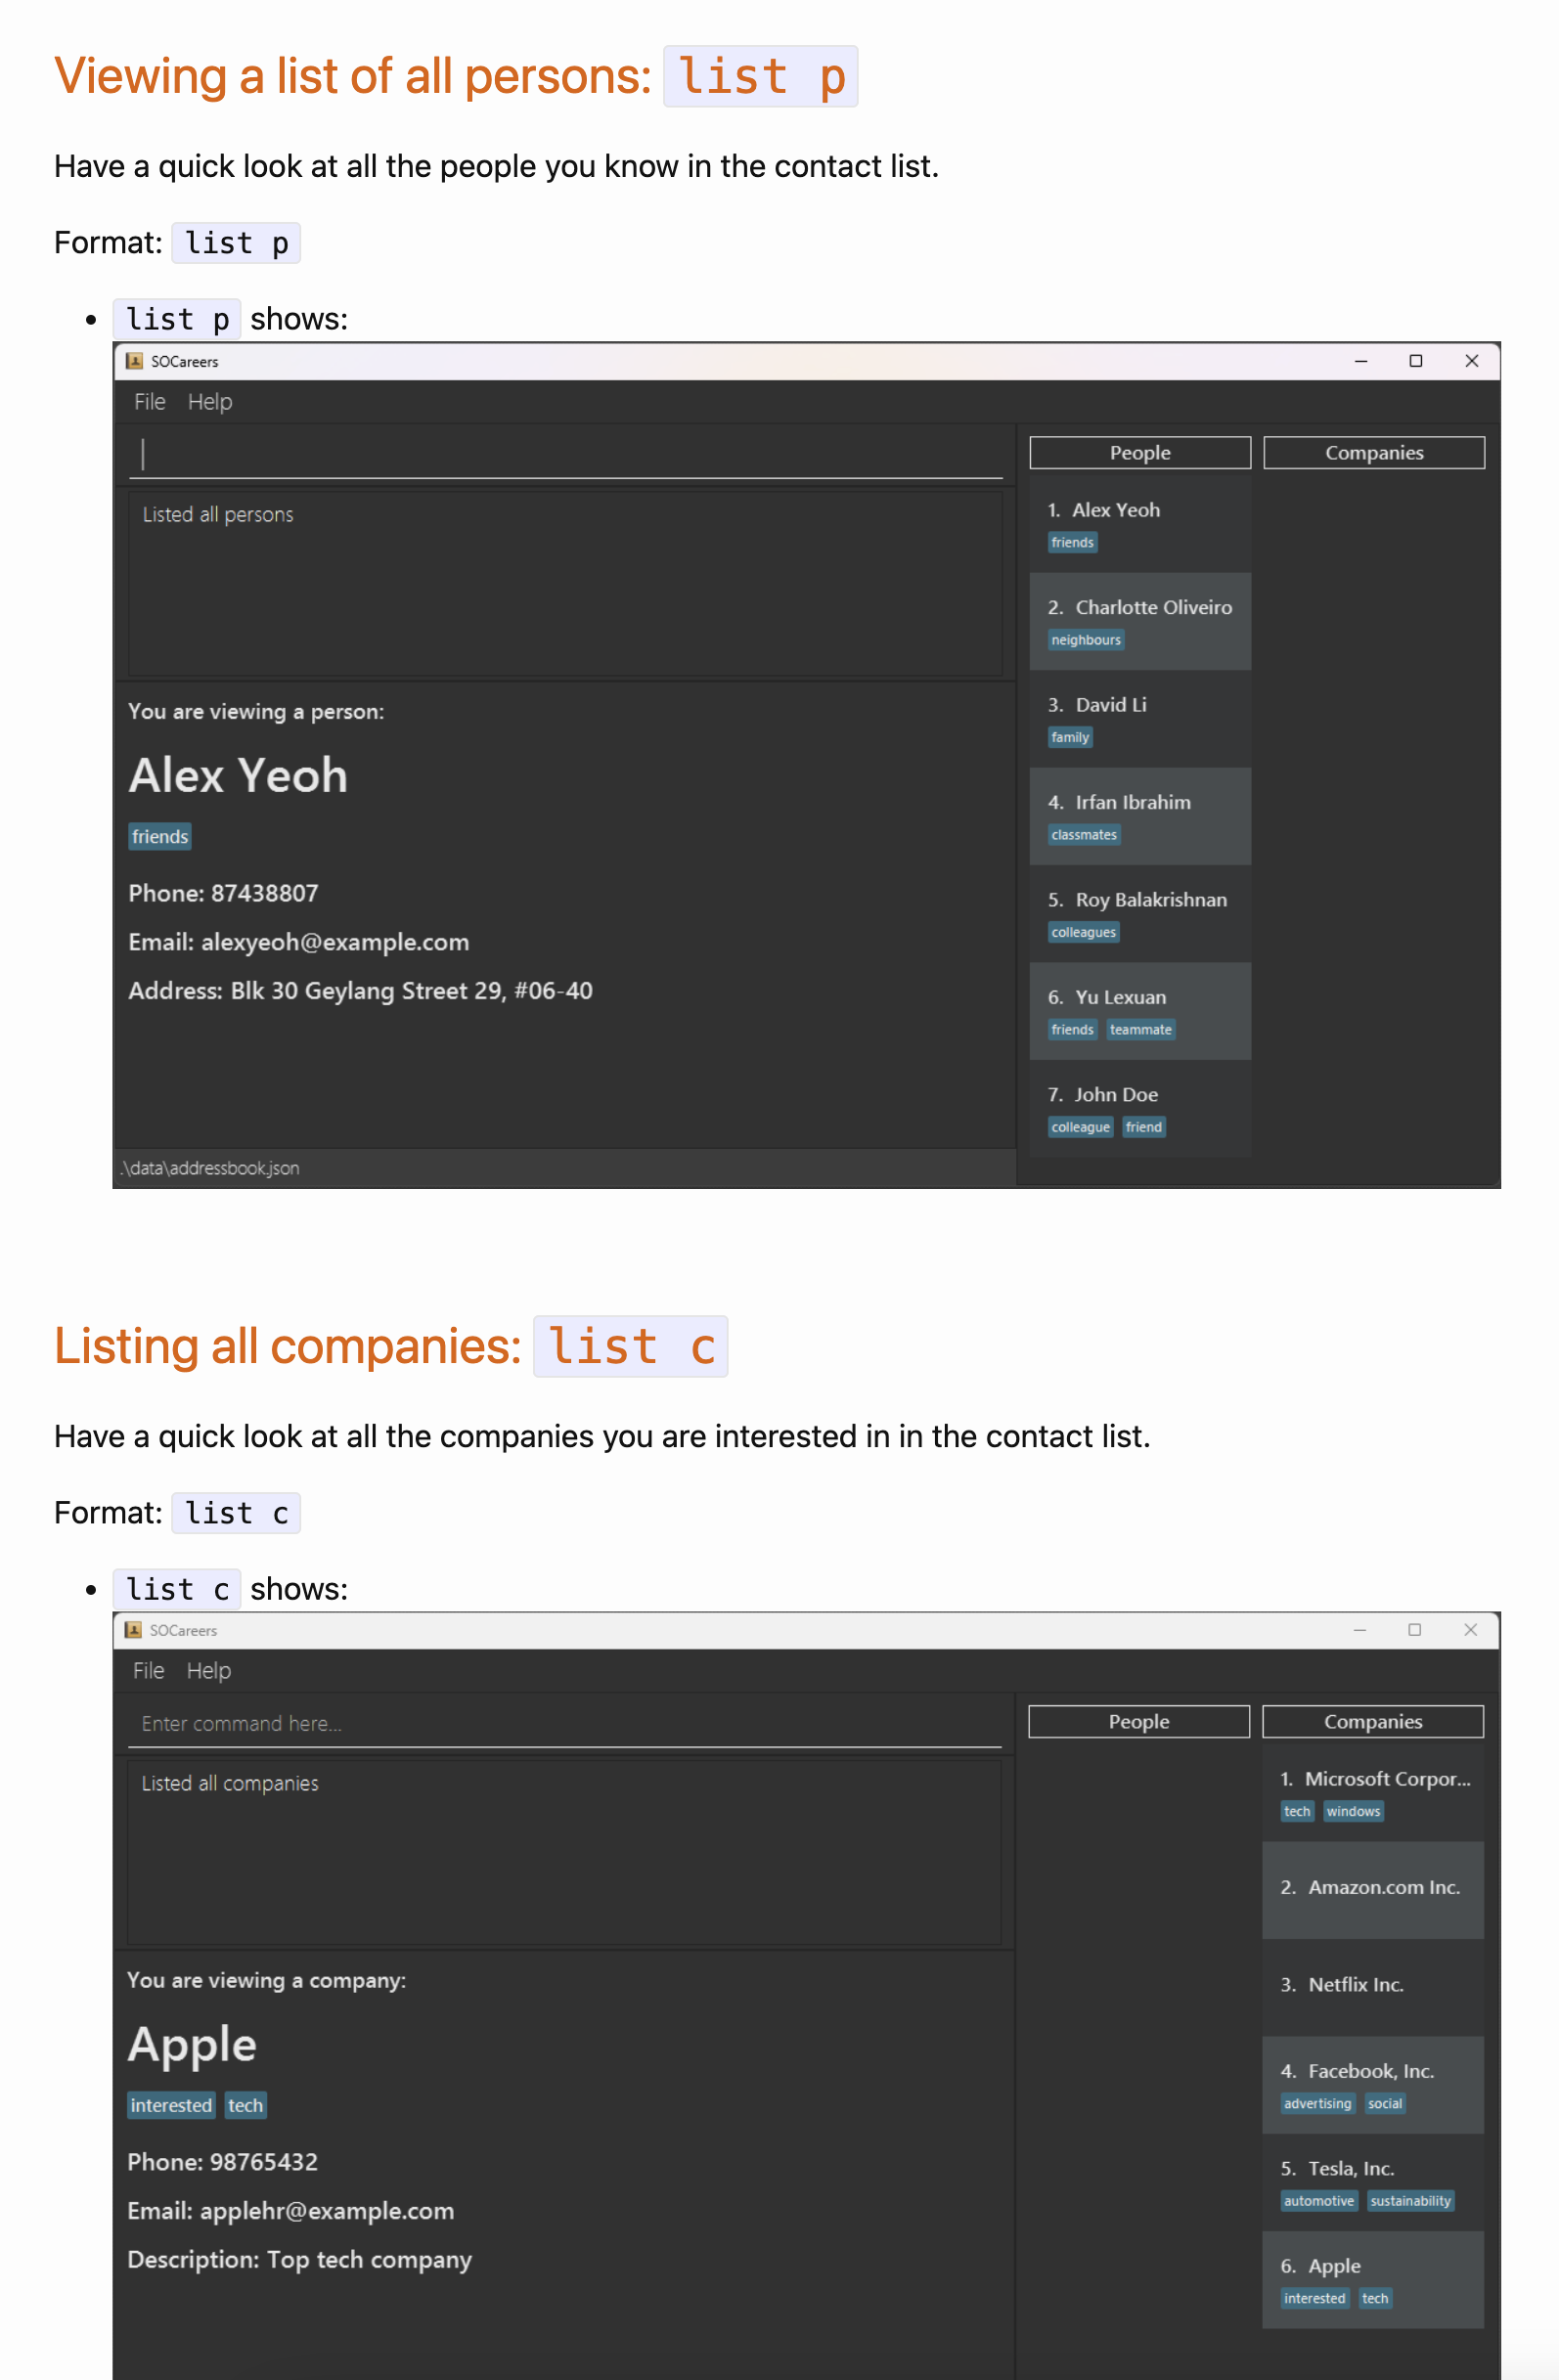 Viewing a list of all persons: list p
Have a quick look at all the people you know in the contact list.
Format: list p
list p shows:
SOCareers
File Help
Listed all persons
You are viewing a person:
Alex Yeoh
friends
Phone: 87438807
Email: alexyeoh@example.com
Address: Blk 30 Geylang Street 29, #06-40
.\data\addressbook.json
People
1. Alex Yeoh
friends
2. Charlotte Oliveiro
neighbours
3. David Li
family
4. Irfan Ibrahim
classmates
5. Roy Balakrishnan
colleagues
6. Yu Lexuan
friends teammate
7. John Doe
colleague friend
Companies
Listing all companies: list c
Have a quick look at all the companies you are interested in in the contact list.
Format: list c
list c shows:
SOCareers
File Help
Enter command here...
Listed all companies
You are viewing a company:
Apple
interested tech
Phone: 98765432
Email: applehr@example.com
Description: Top tech company
People
Companies
1. Microsoft Corpor...
tech windows
2. Amazon.com Inc.
3. Netflix Inc.
4. Facebook, Inc.
advertising social
5. Tesla, Inc.
automotive sustainability
6. Apple
interested tech